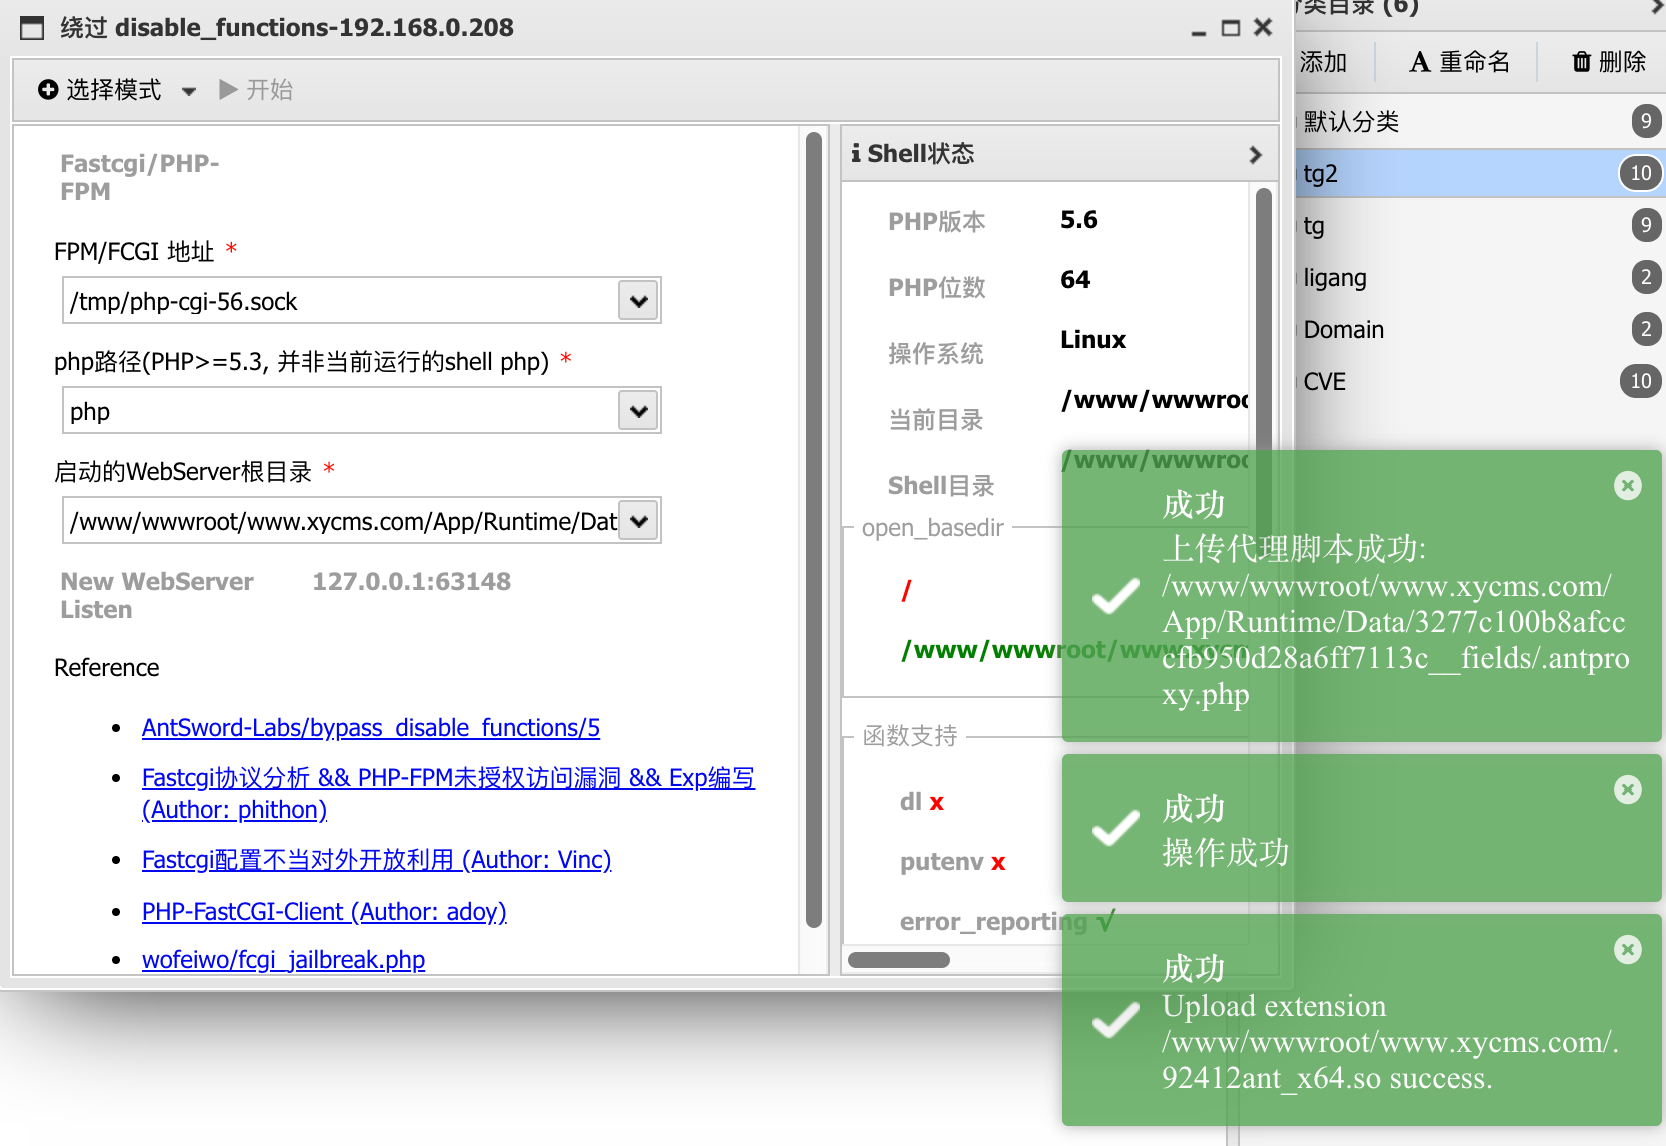 绕过 disable_functions-192.168.0.208
选择模式
开始
Fastcgi/PHP-
FPM
FPM/FCGI 地址 *
/tmp/php-cgi-56.sock
php路径(PHP>=5.3, 并非当前运行的shell php) *
php
启动的WebServer根目录 *
/www/wwwroot/www.xycms.com/App/Runtime/Dat
New WebServer
Listen
127.0.0.1:63148
Reference
AntSword-Labs/bypass_disable_functions/5
Fastcgi协议分析 && PHP-FPM未授权访问漏洞 && Exp编写
(Author: phithon)
Fastcgi配置不当对外开放利用 (Author: Vinc)
PHP-FastCGI-Client (Author: adoy)
wofeiwo/fcgi_jailbreak.php
Shell状态
PHP版本 5.6
PHP位数 64
操作系统 Linux
当前目录 /www/wwwroo
Shell目录 /www/wwwroo
open_basedir
/
/www/wwwroot/www
函数支持
dl x
putenv x
error_reporting √
分类目录 (6)
添加
重命名
删除
默认分类 9
tg2 10
tg 9
ligang 2
Domain 2
CVE 10
成功
上传代理脚本成功:
/www/wwwroot/www.xycms.com/
App/Runtime/Data/3277c100b8afcc
cfb950d28a6ff7113c__fields/.antpro
xy.php
成功
操作成功
成功
Upload extension
/www/wwwroot/www.xycms.com/.
92412ant_x64.so success.